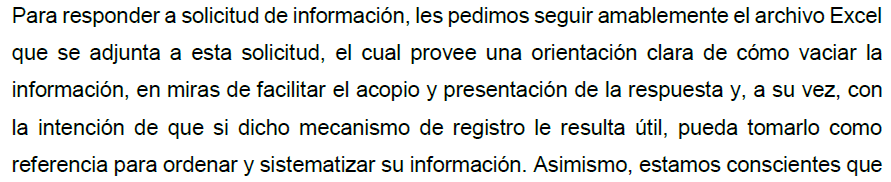 Para responder a solicitud de información, les pedimos seguir amablemente el archivo Excel
que se adjunta a esta solicitud, el cual provee una orientación clara de cómo vaciar la
información, en miras de facilitar el acopio y presentación de la respuesta y, a su vez, con
la intención de que si dicho mecanismo de registro le resulta útil, pueda tomarlo como
referencia para ordenar y sistematizar su información. Asimismo, estamos conscientes que